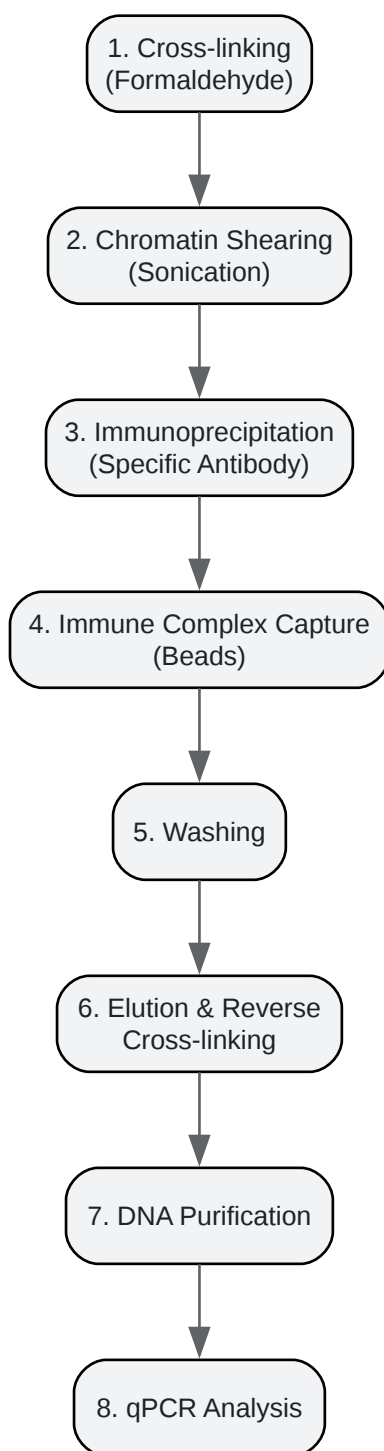 1. Cross-linking
(Formaldehyde)
2. Chromatin Shearing
(Sonication)
3. Immunoprecipitation
(Specific Antibody)
4. Immune Complex Capture
(Beads)
5. Washing
6. Elution & Reverse
Cross-linking
7. DNA Purification
8. qPCR Analysis